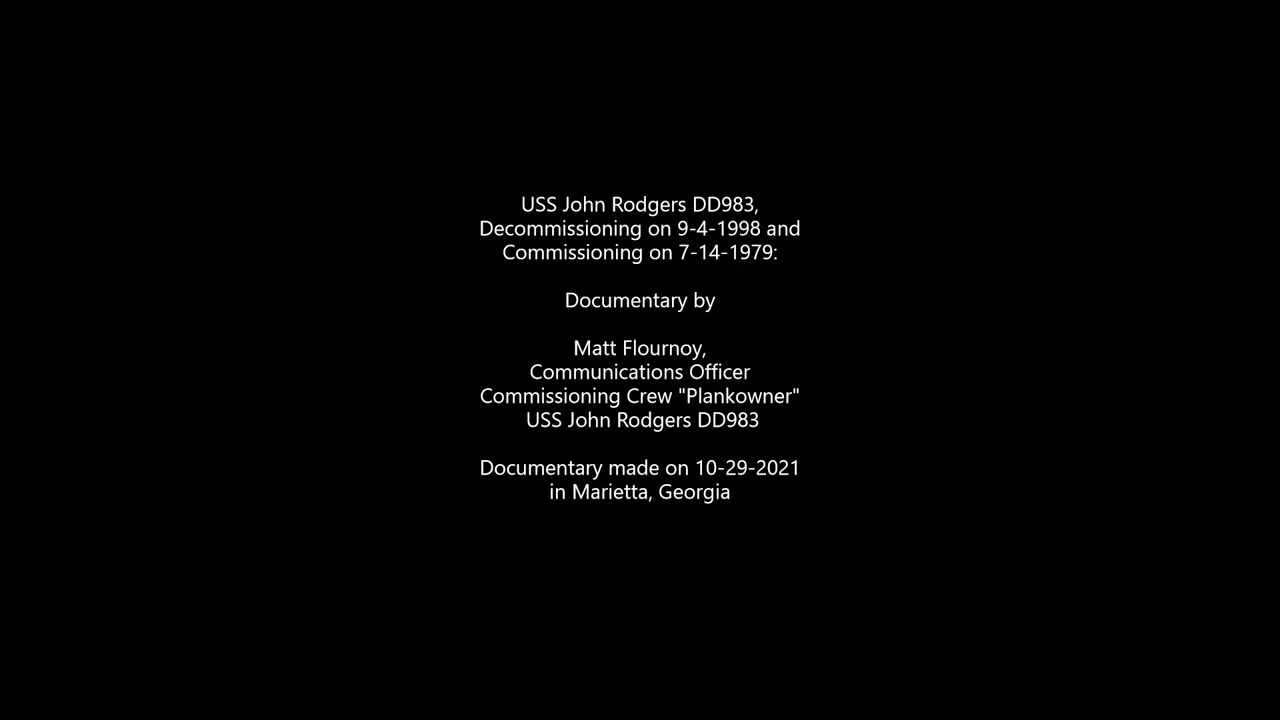 USS John Rodgers DD983,
Decommissioning on 9-4-1998 and
Commissioning on 7-14-1979:
Documentary by
Matt Flournoy,
Communications Officer
Commissioning Crew "Plankowner"
USS John Rodgers DD983
Documentary made on 10-29-2021
in Marietta, Georgia